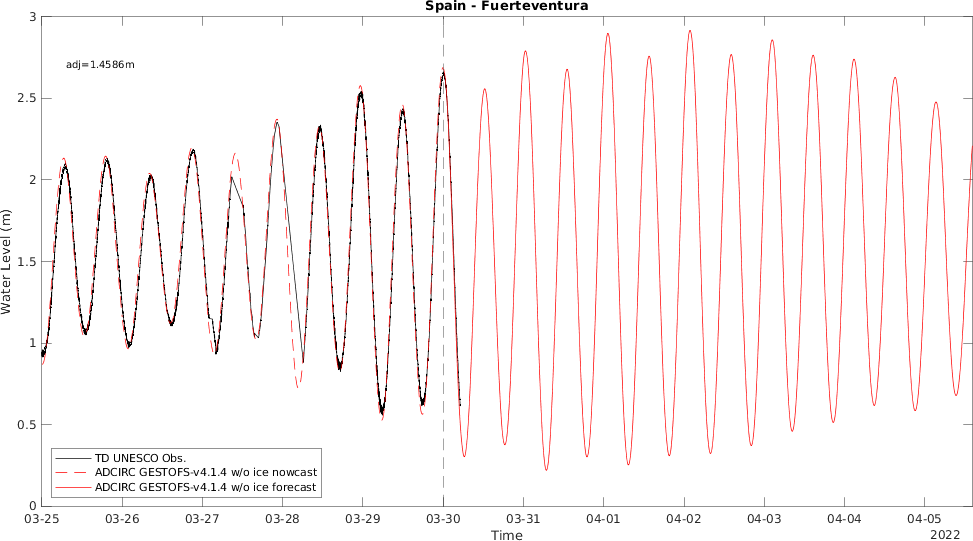 Spain - Fuerteventura
adj=1.4586m
Water Level (m)
3
2.5
2
1.5
1
0.5
0
TD UNESCO Obs.
ADCIRC GESTOFS-v4.1.4 w/o ice nowcast
ADCIRC GESTOFS-v4.1.4 w/o ice forecast
03-25 03-26 03-27 03-28 03-29 03-30 03-31 04-01 04-02 04-03 04-04 04-05
Time
2022